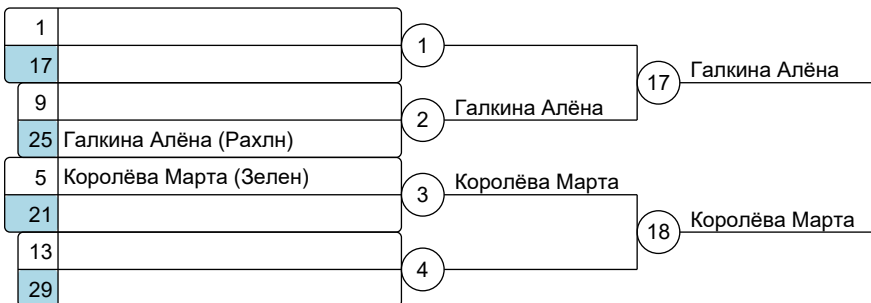 1
1
17
17 Галкина Алёна
9
2 Галкина Алёна
25 Галкина Алёна (Рахлн)
5 Королёва Марта (Зелен)
3 Королёва Марта
21
18 Королёва Марта
13
4
29